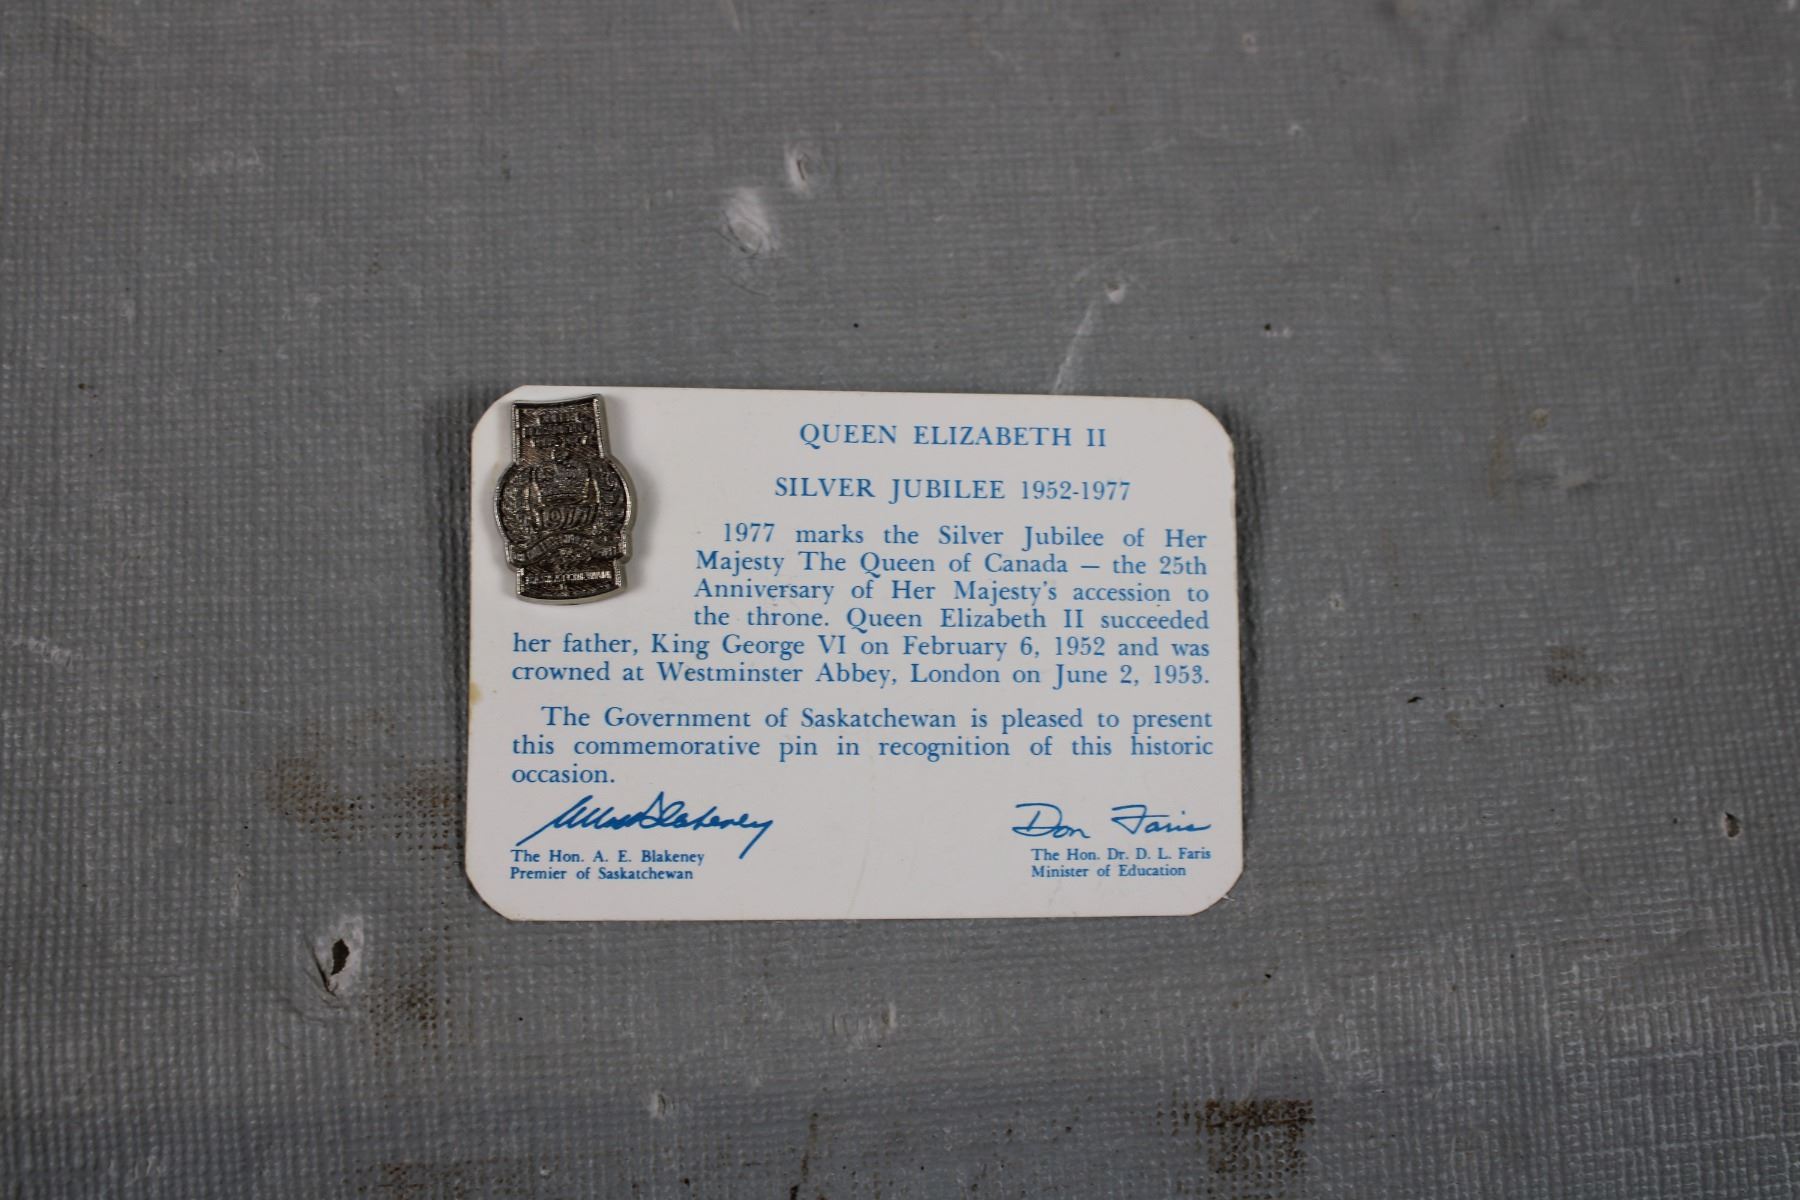 QUEEN ELIZABETH II
SILVER JUBILEE 1952-1977
1977 marks the Silver Jubilee of Her
Majesty The Queen of Canada — the 25th
Anniversary of Her Majesty's accession to
the throne. Queen Elizabeth II succeeded
her father, King George VI on February 6, 1952 and was
crowned at Westminster Abbey, London on June 2, 1953.
The Government of Saskatchewan is pleased to present
this commemorative pin in recognition of this historic
occasion.
Allan Blakeney
The Hon. A. E. Blakeney
Premier of Saskatchewan
Don Faris
The Hon. Dr. D. L. Faris
Minister of Education
1977
SASKATCHEWAN